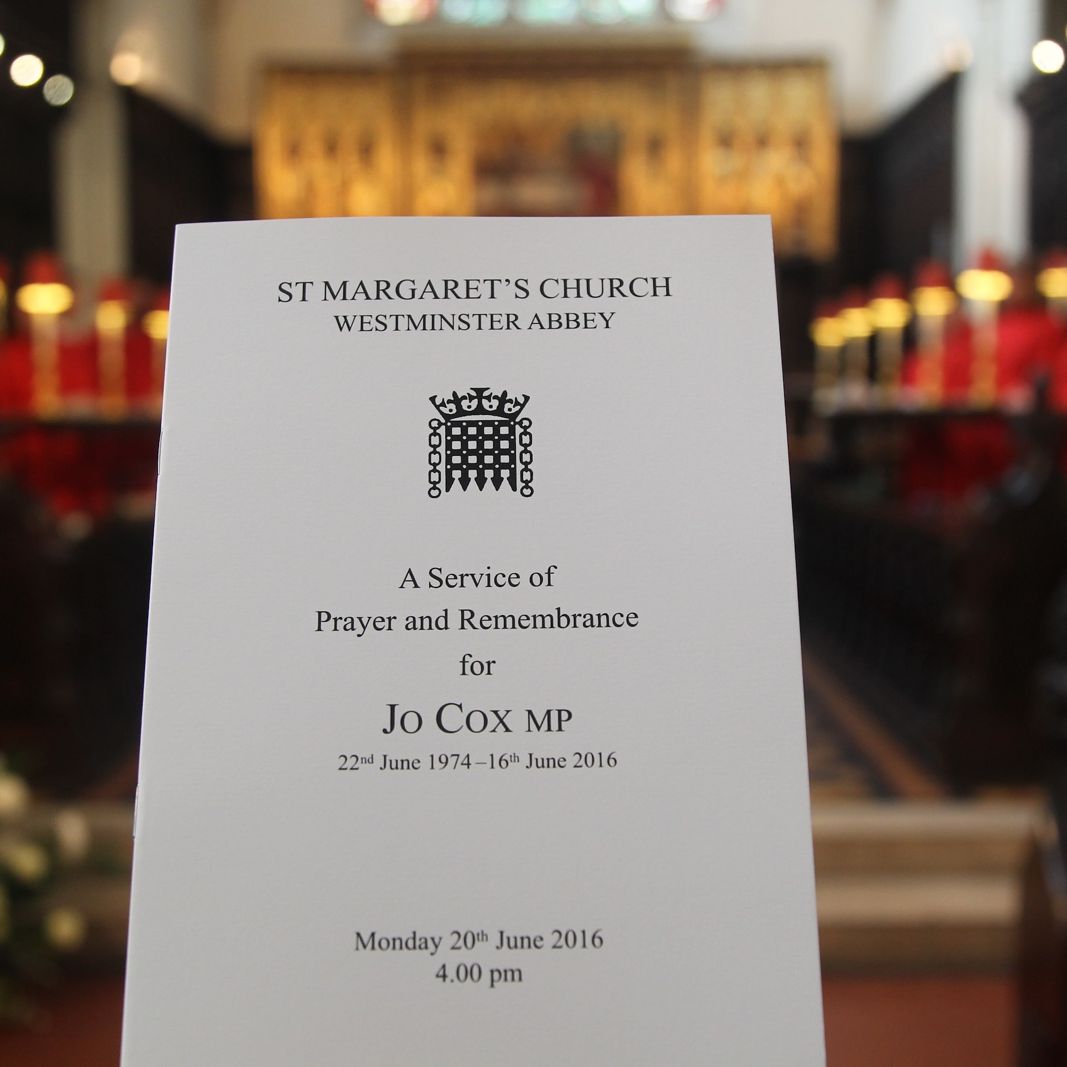 ST MARGARET’S CHURCH
WESTMINSTER ABBEY
A Service of
Prayer and Remembrance
for
JO COX MP
22nd June 1974–16th June 2016
Monday 20th June 2016
4.00 pm